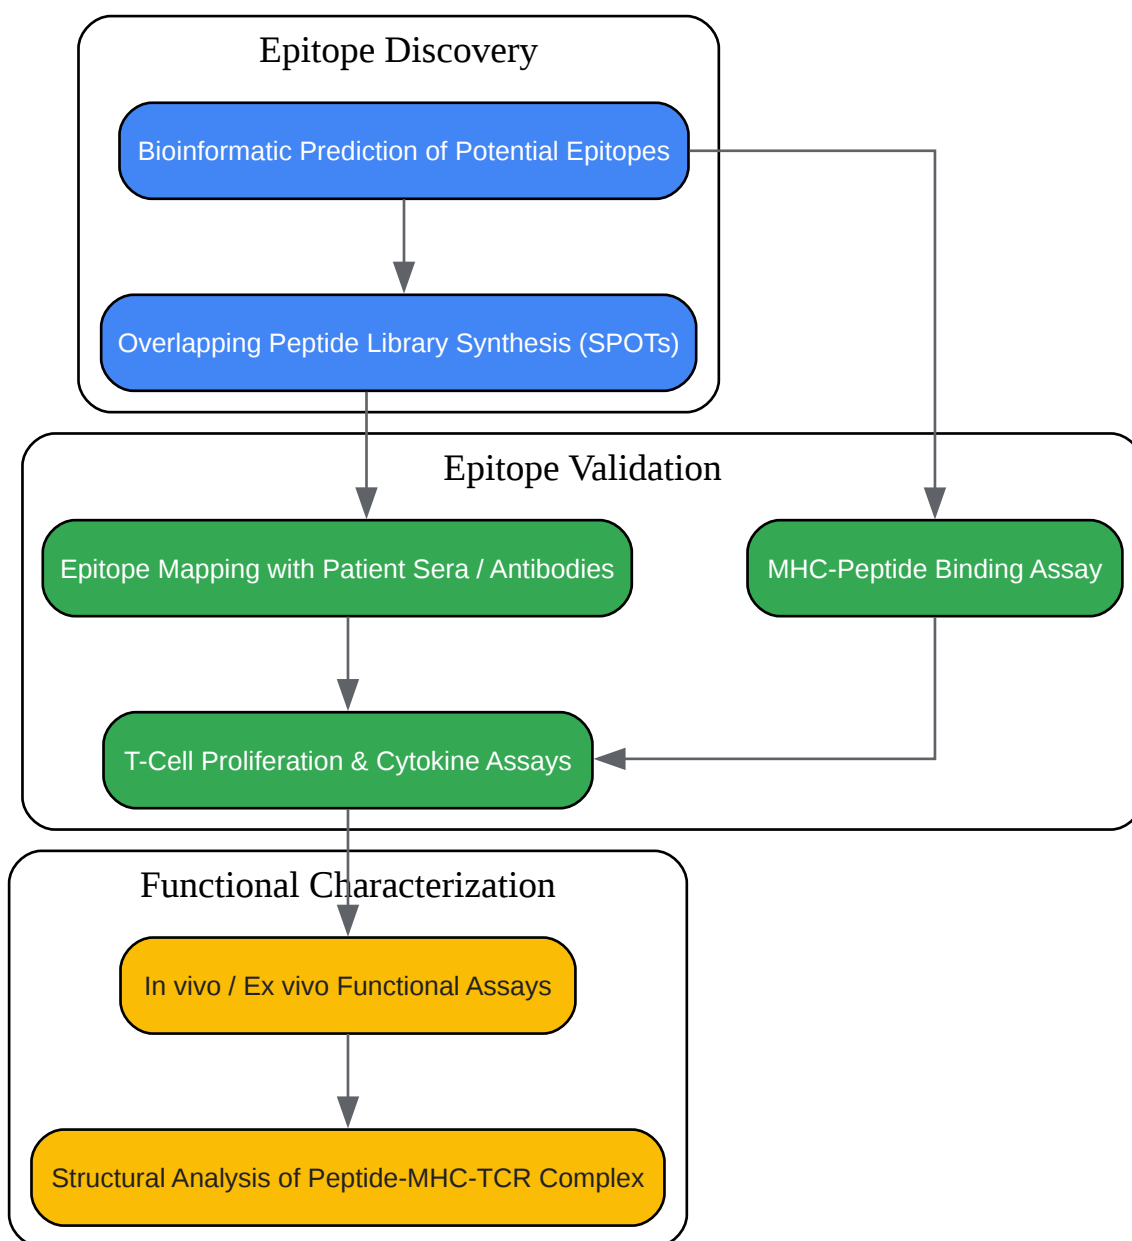 Epitope Discovery
Bioinformatic Prediction of Potential Epitopes
Overlapping Peptide Library Synthesis (SPOTs)
Epitope Validation
Epitope Mapping with Patient Sera / Antibodies
MHC-Peptide Binding Assay
T-Cell Proliferation & Cytokine Assays
Functional Characterization
In vivo / Ex vivo Functional Assays
Structural Analysis of Peptide-MHC-TCR Complex